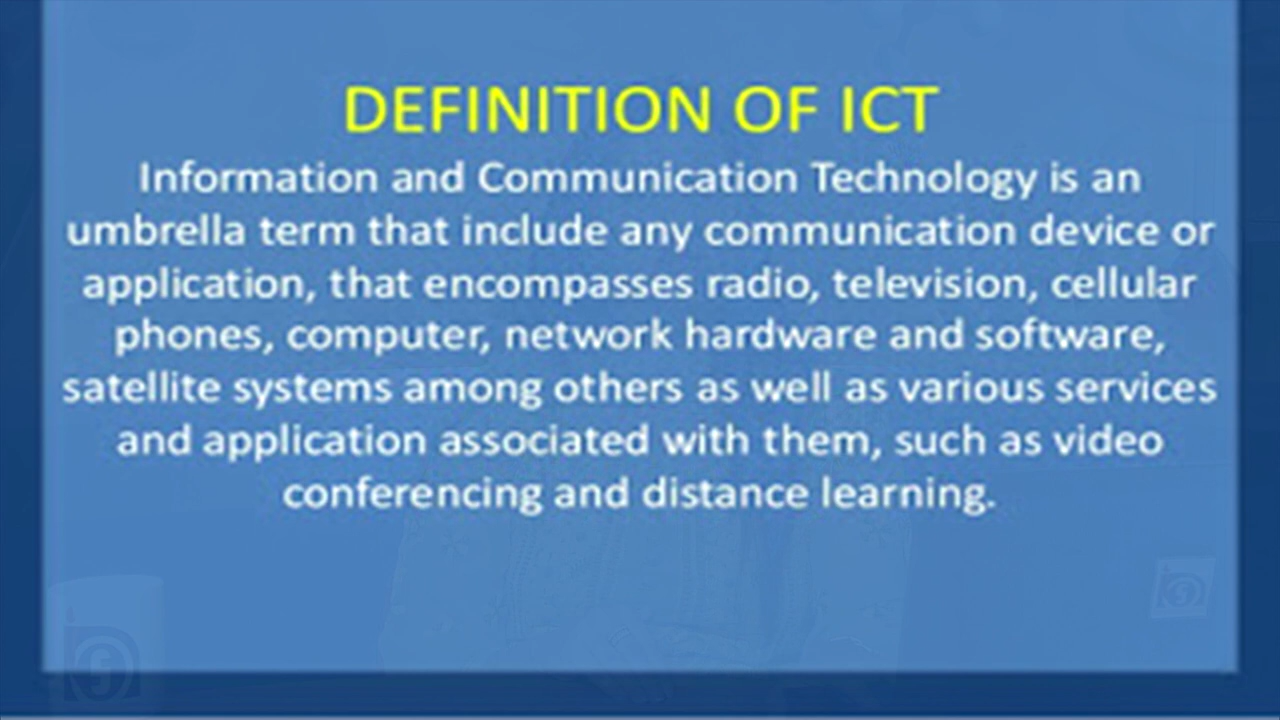 DEFINITION OF ICT
Information and Communication Technology is an
umbrella term that include any communication device or
application, that encompasses radio, television, cellular
phones, computer, network hardware and software,
satellite systems among others as well as various services
and application associated with them, such as video
conferencing and distance learning.